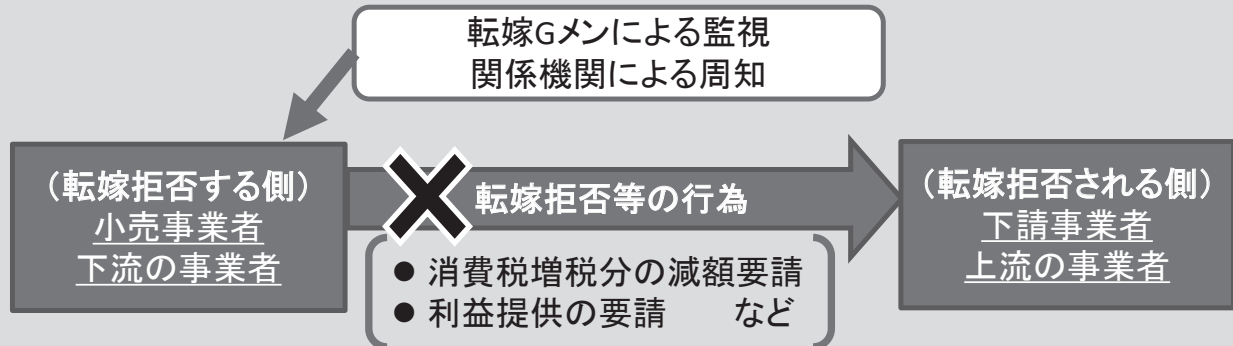 転嫁Gメンによる監視
関係機関による周知
（転嫁拒否する側）
小売事業者
下流の事業者
転嫁拒否等の行為
● 消費税増税分の減額要請
● 利益提供の要請　　など
（転嫁拒否される側）
下請事業者
上流の事業者